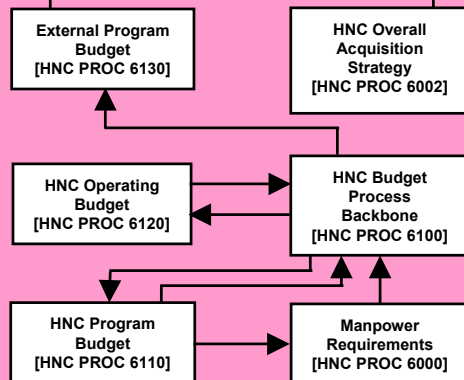 External Program
Budget
[HNC PROC 6130]
HNC Overall
Acquisition
Strategy
[HNC PROC 6002]
HNC Operating
Budget
[HNC PROC 6120]
HNC Budget
Process
Backbone
[HNC PROC 6100]
HNC Program
Budget
[HNC PROC 6110]
Manpower
Requirements
[HNC PROC 6000]